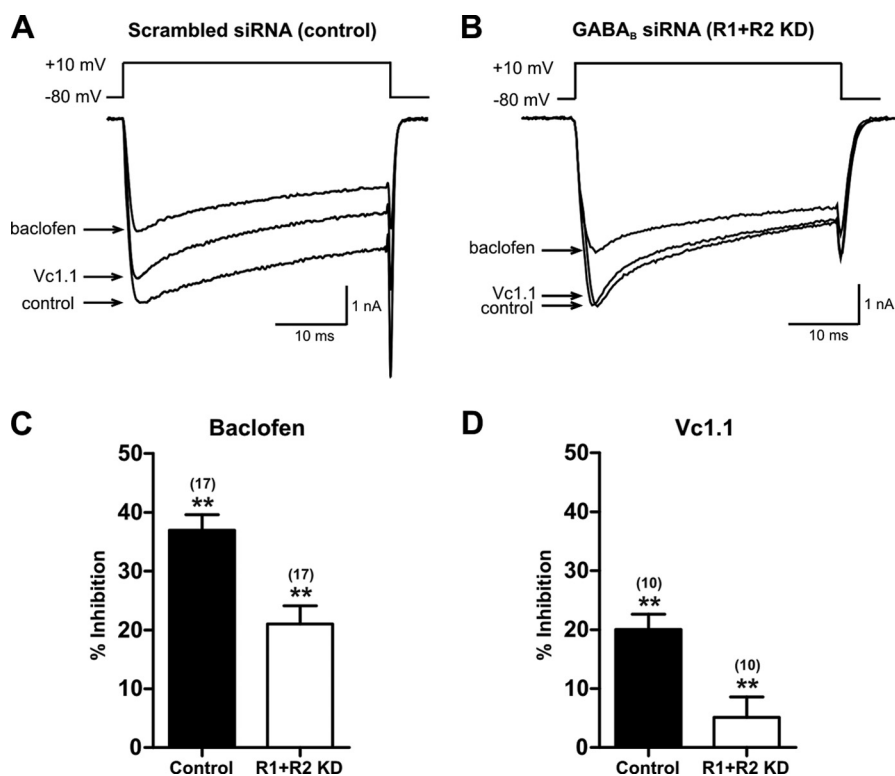 A
Scrambled siRNA (control)
+10 mV
-80 mV
baclofen
Vc1.1
control
1 nA
10 ms
B
GABAB siRNA (R1+R2 KD)
+10 mV
-80 mV
baclofen
Vc1.1
control
1 nA
10 ms
C
Baclofen
% Inhibition
50
40
30
20
10
0
(17)
**
(17)
**
Control
R1+R2 KD
D
Vc1.1
% Inhibition
50
40
30
20
10
0
(10)
**
(10)
**
Control
R1+R2 KD